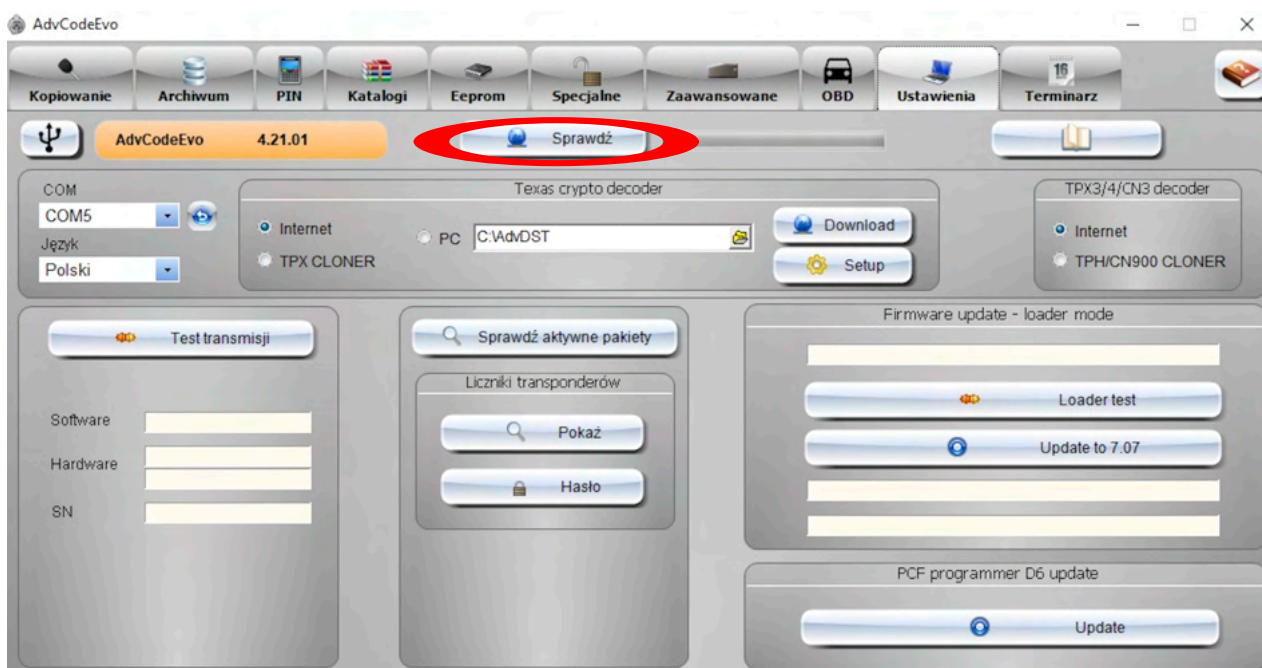 AdvCodeEvo
Kopiowanie
Archiwum
PIN
Katalogi
Eeprom
Specjalne
Zaawansowane
OBD
Ustawienia
16
Terminarz
AdvCodeEvo 4.21.01
Sprawdź
COM
COM5
Język
Polski
Texas crypto decoder
Internet
TPX CLONER
PC
C:\AdvDST
Download
Setup
TPX3/4/CN3 decoder
Internet
TPH/CN900 CLONER
Test transmisji
Software
Hardware
SN
Sprawdź aktywne pakiety
Liczniki transponderów
Pokaż
Hasło
Firmware update - loader mode
Loader test
Update to 7.07
PCF programmer D6 update
Update